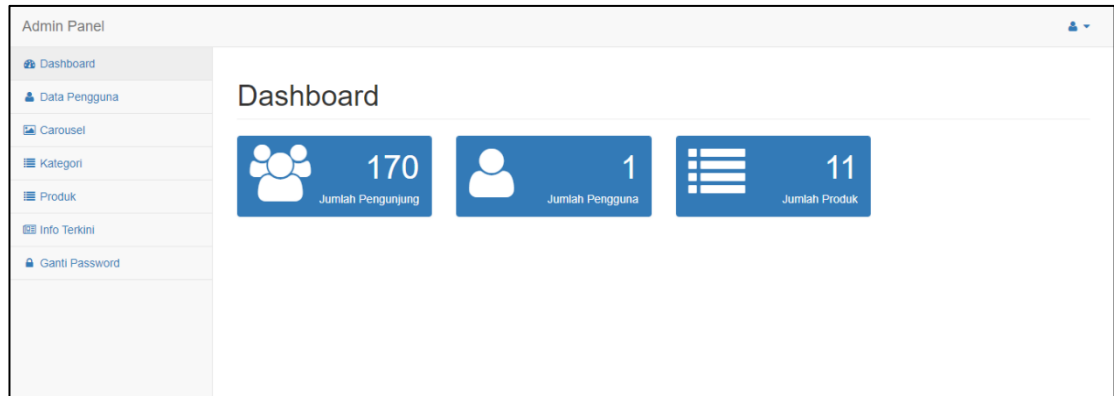 Admin Panel
Dashboard
Data Pengguna
Carousel
Kategori
Produk
Info Terkini
Ganti Password
Dashboard
170
Jumlah Pengunjung
1
Jumlah Pengguna
11
Jumlah Produk